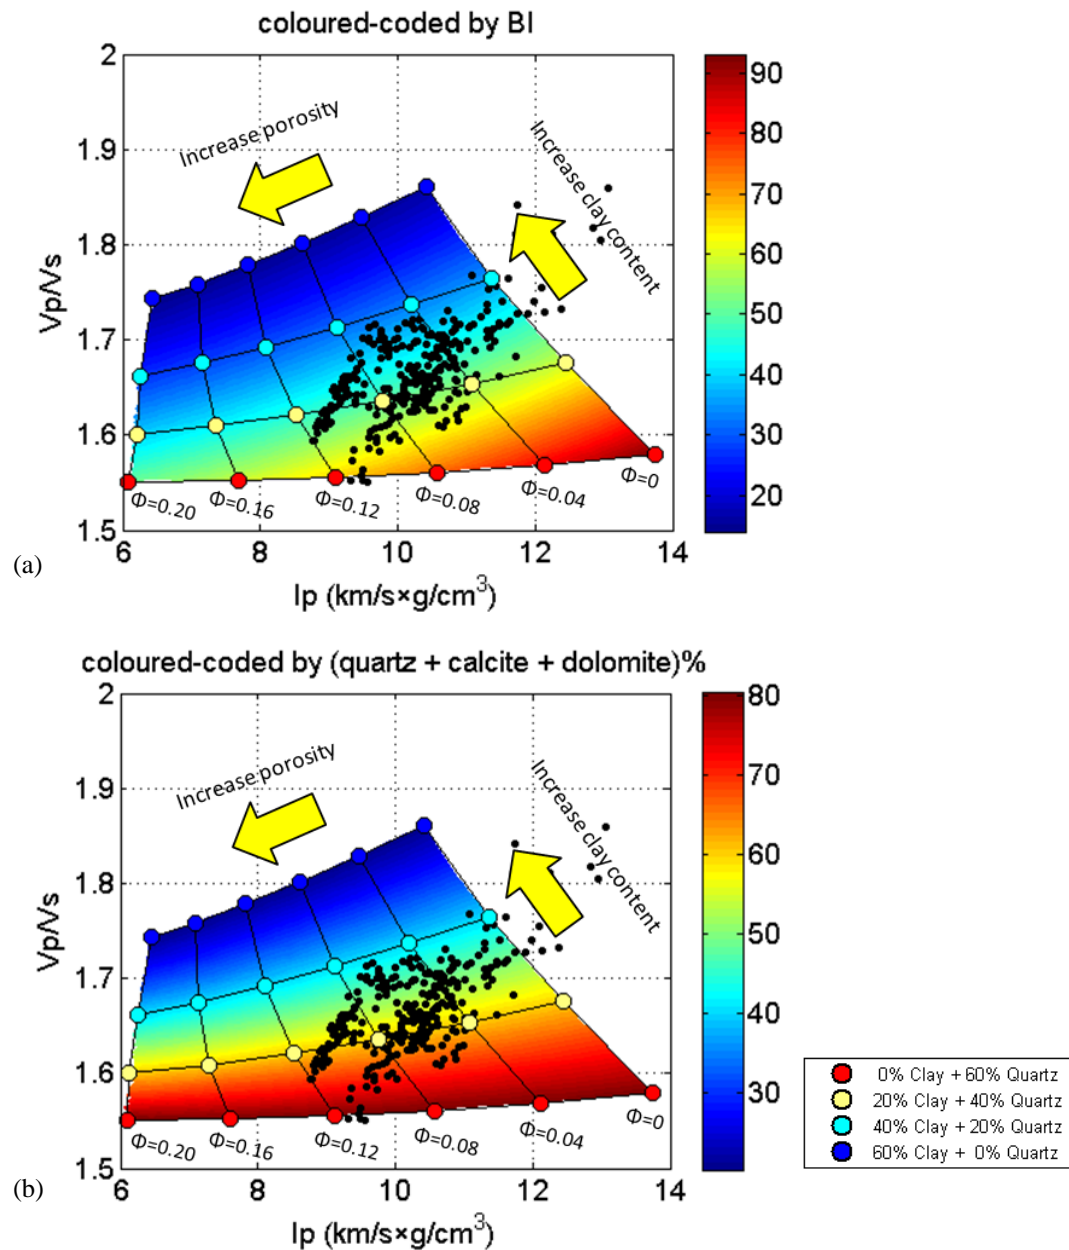 coloured-coded by BI
2
1.9
1.8
1.7
1.6
1.5
Vp/Vs
Increase porosity
Increase clay content
Φ=0.20
Φ=0.16
Φ=0.12
Φ=0.08
Φ=0.04
Φ=0
6
8
10
12
14
Ip (km/s×g/cm³)
90
80
70
60
50
40
30
20
(a)
coloured-coded by (quartz + calcite + dolomite)%
2
1.9
1.8
1.7
1.6
1.5
Vp/Vs
Increase porosity
Increase clay content
Φ=0.20
Φ=0.16
Φ=0.12
Φ=0.08
Φ=0.04
Φ=0
6
8
10
12
14
Ip (km/s×g/cm³)
80
70
60
50
40
30
(b)
0% Clay + 60% Quartz
20% Clay + 40% Quartz
40% Clay + 20% Quartz
60% Clay + 0% Quartz